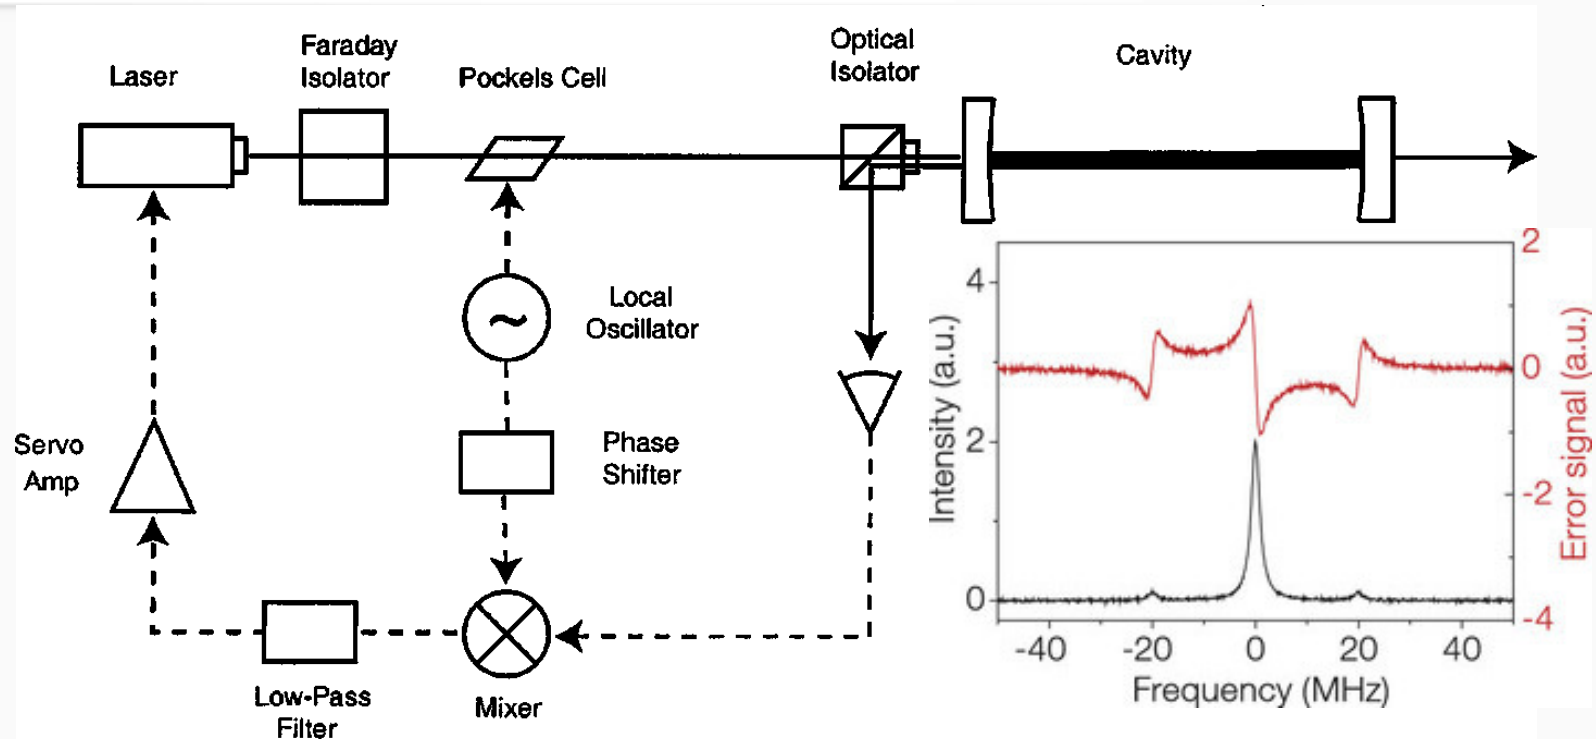 Laser
Faraday
Isolator
Pockels Cell
Optical
Isolator
Cavity
~
Local
Oscillator
Phase
Shifter
Servo
Amp
Low-Pass
Filter
Mixer
Intensity (a.u.)
4
2
0
2
0
-2
-4
Error signal (a.u.)
-40 -20 0 20 40
Frequency (MHz)